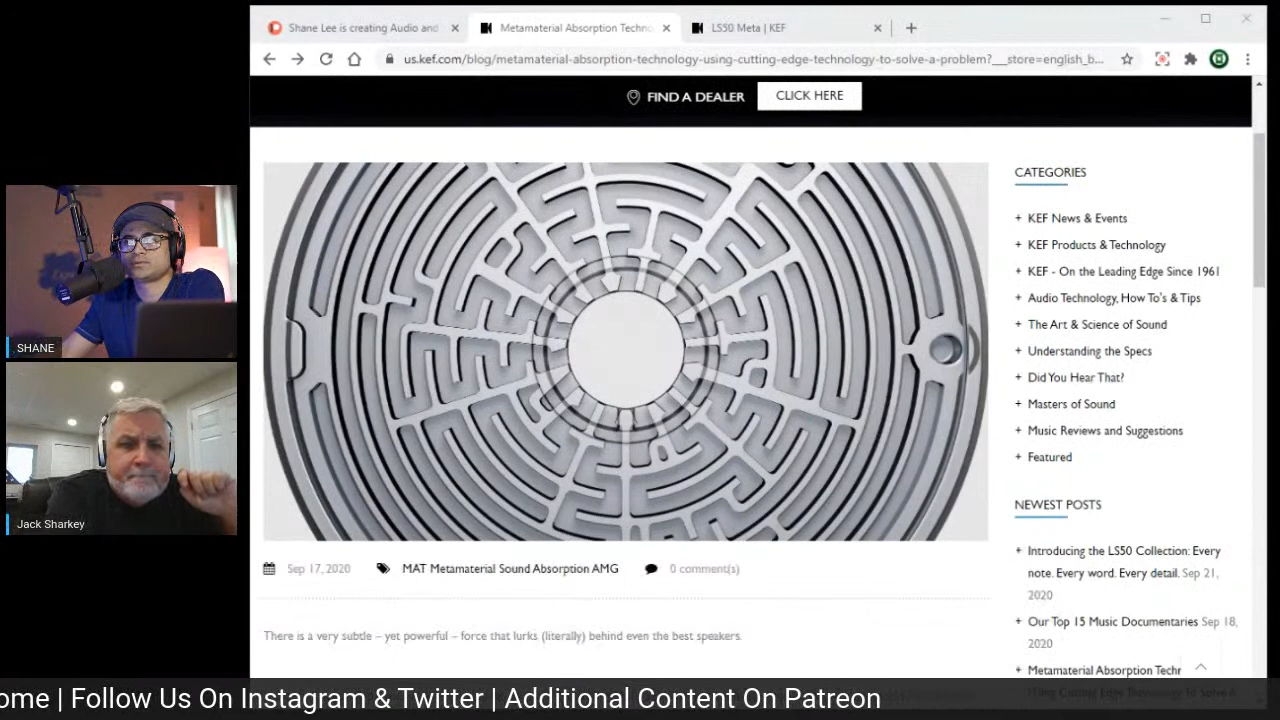 Shane Lee is creating Audio and
Metamaterial Absorption Techno
LS50 Meta | KEF
us.kef.com/blog/metamaterial-absorption-technology-using-cutting-edge-technology-to-solve-a-problem?___store=english_b...
FIND A DEALER
CLICK HERE
CATEGORIES
+ KEF News & Events
+ KEF Products & Technology
+ KEF - On the Leading Edge Since 1961
+ Audio Technology, How To's & Tips
+ The Art & Science of Sound
+ Understanding the Specs
+ Did You Hear That?
+ Masters of Sound
+ Music Reviews and Suggestions
+ Featured
NEWEST POSTS
+ Introducing the LS50 Collection: Every
note. Every word. Every detail. Sep 21,
2020
+ Our Top 15 Music Documentaries Sep 18,
2020
+ Metamaterial Absorption Techr
SHANE
Jack Sharkey
Sep 17, 2020
MAT Metamaterial Sound Absorption AMG
0 comment(s)
There is a very subtle – yet powerful – force that lurks (literally) behind even the best speakers.
ome | Follow Us On Instagram & Twitter | Additional Content On Patreon